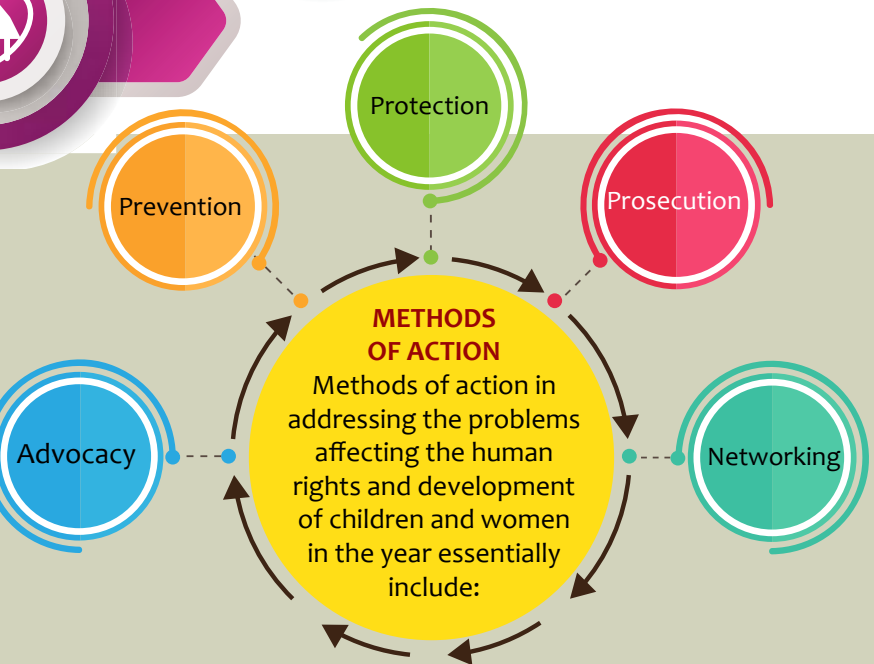 Protection
Prevention
Prosecution
METHODS
OF ACTION
Methods of action in
addressing the problems
affecting the human
rights and development
of children and women
in the year essentially
include:
Advocacy
Networking